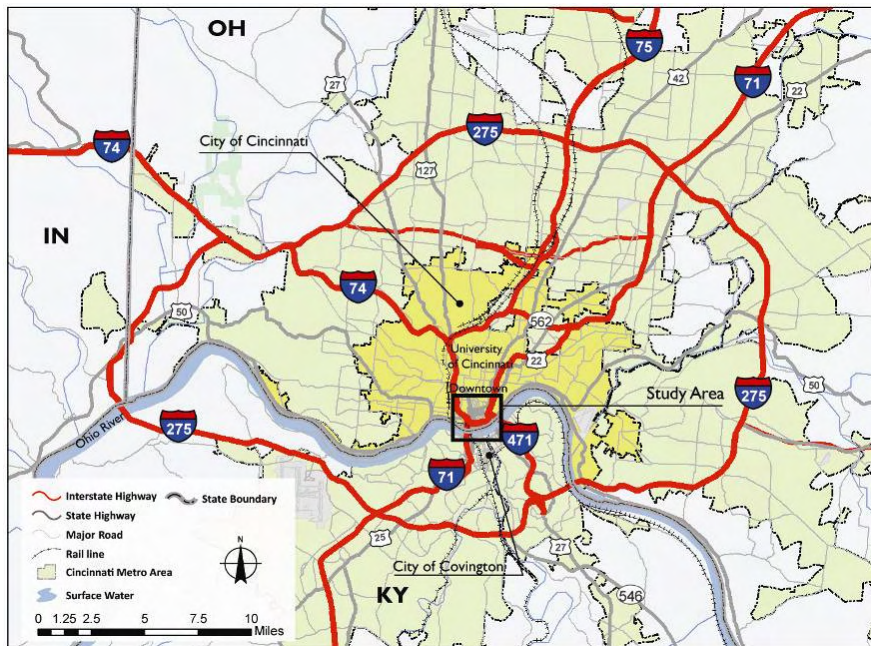 OH
75
27
42
71
22
City of Cincinnati
275
74
127
IN
74
50
562
University
of Cincinnati
22
Downtown
Study Area
50
275
Ohio River
275
471
71
Interstate Highway
State Boundary
State Highway
Major Road
Rail line
Cincinnati Metro Area
Surface Water
N
25
27
City of Covington
KY
546
0 1.25 2.5 5 7.5 10
Miles